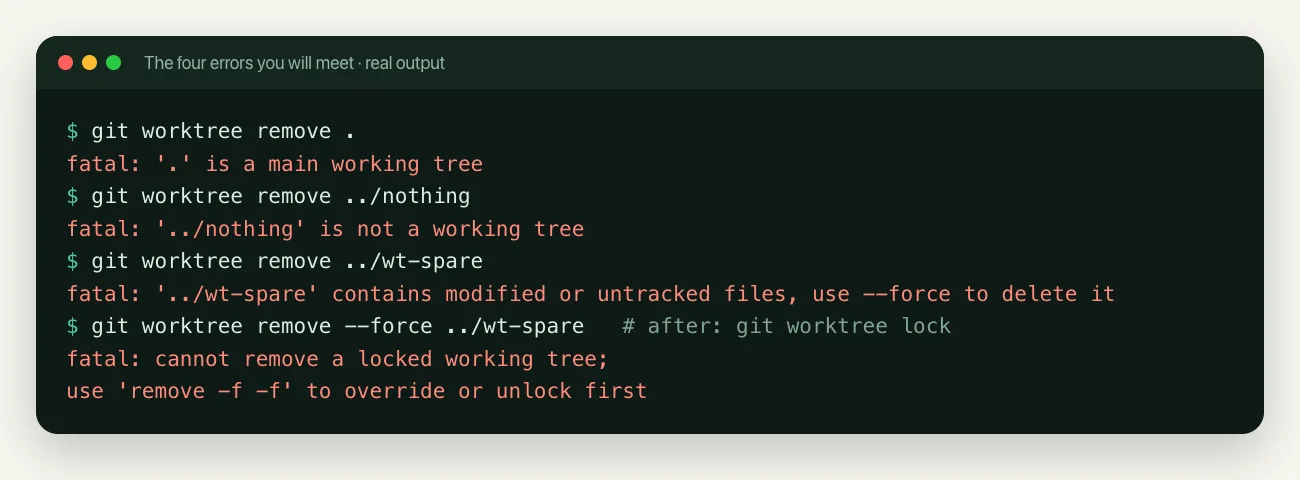 The four errors you will meet · real output
$ git worktree remove .
fatal: '.' is a main working tree
$ git worktree remove ../nothing
fatal: '../nothing' is not a working tree
$ git worktree remove ../wt-spare
fatal: '../wt-spare' contains modified or untracked files, use --force to delete it
$ git worktree remove --force ../wt-spare   # after: git worktree lock
fatal: cannot remove a locked working tree;
use 'remove -f -f' to override or unlock first